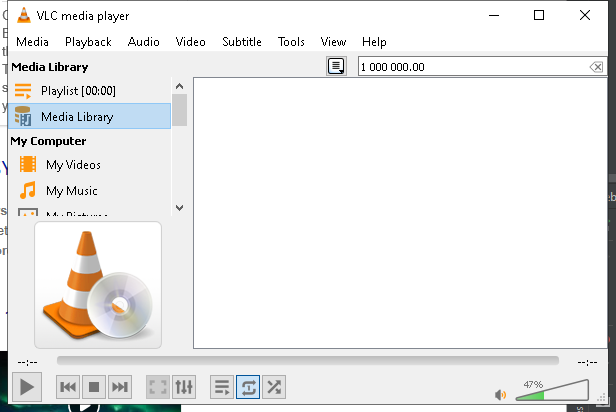 VLC media player
Media Playback Audio Video Subtitle Tools View Help
Media Library
1 000 000.00
Playlist [00:00]
Media Library
My Computer
My Videos
My Music
My Pictures
--:-- --:--
47%